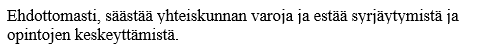 Ehdottomasti, säästää yhteiskunnan varoja ja estää syrjäytymistä ja
opintojen keskeyttämistä.